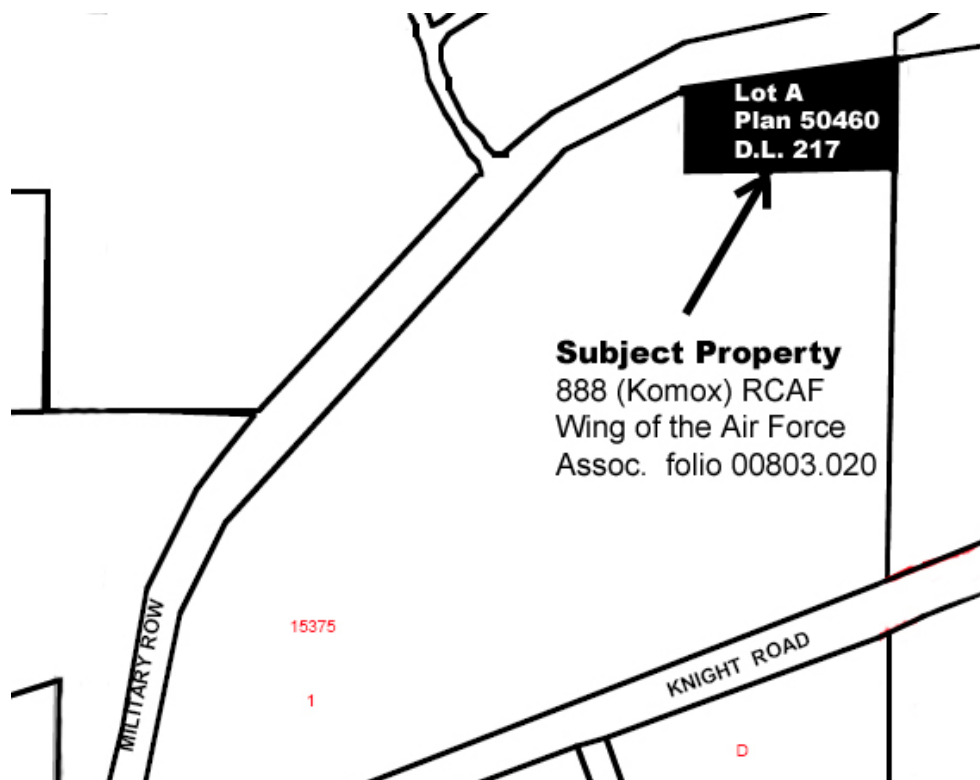 Lot A
Plan 50460
D.L. 217
Subject Property
888 (Komox) RCAF
Wing of the Air Force
Assoc. folio 00803.020
15375
MILITARY ROW
KNIGHT ROAD
1
D